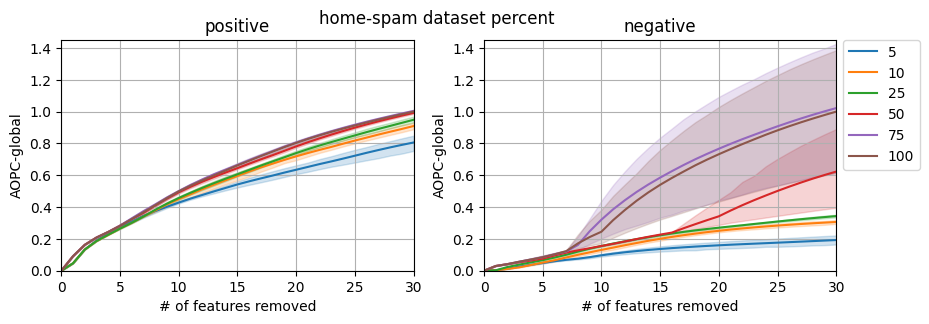 home-spam dataset percent
positive
negative
AOPC-global
1.4
1.2
1.0
0.8
0.6
0.4
0.2
0.0
0 5 10 15 20 25 30
# of features removed
AOPC-global
1.4
1.2
1.0
0.8
0.6
0.4
0.2
0.0
0 5 10 15 20 25 30
# of features removed
5
10
25
50
75
100